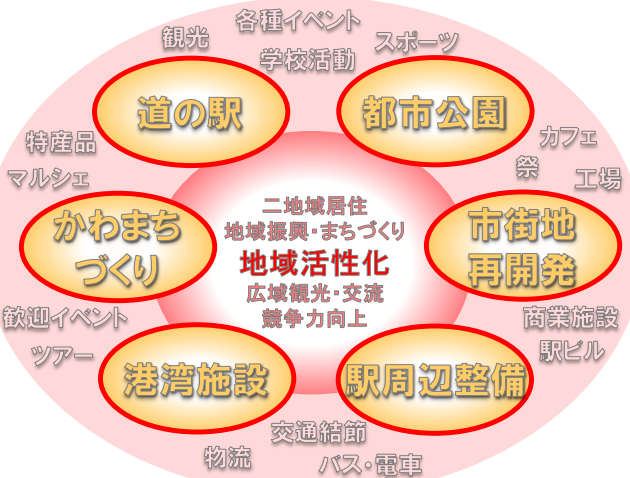 各種イベント
観光
スポーツ
学校活動
道の駅
都市公園
特産品
マルシェ
カフェ
祭
工場
二地域居住
地域振興・まちづくり
地域活性化
広域観光・交流
競争力向上
かわまち
づくり
市街地
再開発
歓迎イベント
ツアー
商業施設
駅ビル
港湾施設
駅周辺整備
交通結節
物流
バス・電車